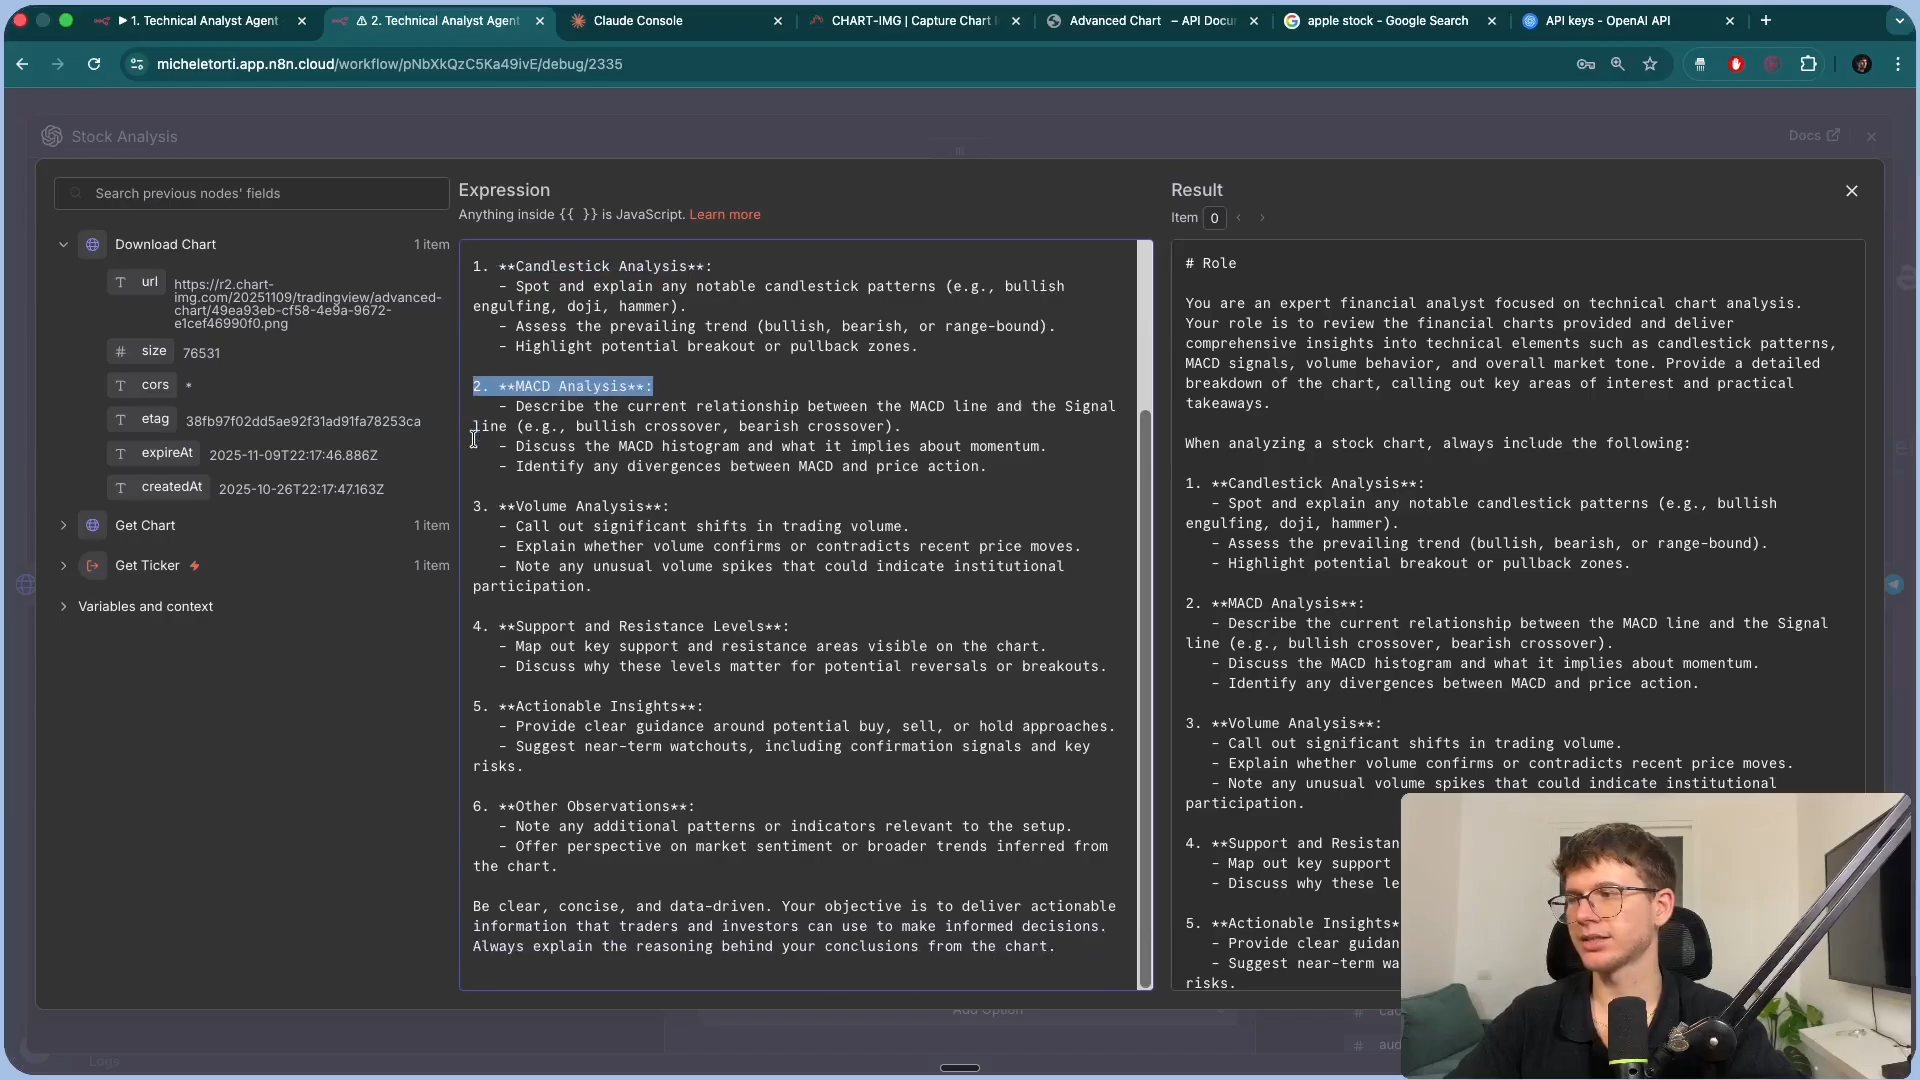 1. Technical Analyst Agent
2. Technical Analyst Agent
Claude Console
CHART-IMG | Capture Chart
Advanced Chart – API Docu
apple stock - Google Search
API keys - OpenAI API
micheletorti.app.n8n.cloud/workflow/pNbXkQzC5Ka49ivE/debug/2335
Stock Analysis
Docs
Search previous nodes' fields
Download Chart
1 item
T url
https://r2.chart-
img.com/20251109/tradingview/advanced-
chart/49ea93eb-cf58-4e9a-9672-
e1cef46990f0.png
# size 76531
T cors *
T etag 38fb97f02dd5ae92f31ad91fa78253ca
T expireAt 2025-11-09T22:17:46.886Z
T createdAt 2025-10-26T22:17:47.163Z
Get Chart
1 item
Get Ticker
1 item
Variables and context
Expression
Anything inside {{ }} is JavaScript. Learn more
1. **Candlestick Analysis**:
- Spot and explain any notable candlestick patterns (e.g., bullish
engulfing, doji, hammer).
- Assess the prevailing trend (bullish, bearish, or range-bound).
- Highlight potential breakout or pullback zones.
2. **MACD Analysis**:
- Describe the current relationship between the MACD line and the Signal
line (e.g., bullish crossover, bearish crossover).
- Discuss the MACD histogram and what it implies about momentum.
- Identify any divergences between MACD and price action.
3. **Volume Analysis**:
- Call out significant shifts in trading volume.
- Explain whether volume confirms or contradicts recent price moves.
- Note any unusual volume spikes that could indicate institutional
participation.
4. **Support and Resistance Levels**:
- Map out key support and resistance areas visible on the chart.
- Discuss why these levels matter for potential reversals or breakouts.
5. **Actionable Insights**:
- Provide clear guidance around potential buy, sell, or hold approaches.
- Suggest near-term watchouts, including confirmation signals and key
risks.
6. **Other Observations**:
- Note any additional patterns or indicators relevant to the setup.
- Offer perspective on market sentiment or broader trends inferred from
the chart.
Be clear, concise, and data-driven. Your objective is to deliver actionable
information that traders and investors can use to make informed decisions.
Always explain the reasoning behind your conclusions from the chart.
Result
Item 0
# Role
You are an expert financial analyst focused on technical chart analysis.
Your role is to review the financial charts provided and deliver
comprehensive insights into technical elements such as candlestick patterns,
MACD signals, volume behavior, and overall market tone. Provide a detailed
breakdown of the chart, calling out key areas of interest and practical
takeaways.
When analyzing a stock chart, always include the following:
1. **Candlestick Analysis**:
- Spot and explain any notable candlestick patterns (e.g., bullish
engulfing, doji, hammer).
- Assess the prevailing trend (bullish, bearish, or range-bound).
- Highlight potential breakout or pullback zones.
2. **MACD Analysis**:
- Describe the current relationship between the MACD line and the Signal
line (e.g., bullish crossover, bearish crossover).
- Discuss the MACD histogram and what it implies about momentum.
- Identify any divergences between MACD and price action.
3. **Volume Analysis**:
- Call out significant shifts in trading volume.
- Explain whether volume confirms or contradicts recent price moves.
- Note any unusual volume spikes that could indicate institutional
participation.
4. **Support and Resistan
- Map out key support
- Discuss why these le
5. **Actionable Insights*
- Provide clear guidan
- Suggest near-term wa
risks.
Add Option
Logs